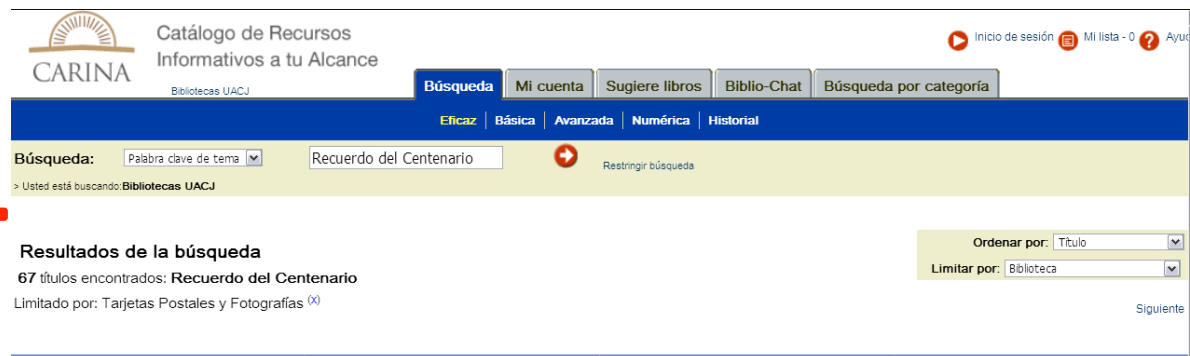 CARINA
Catálogo de Recursos
Informativos a tu Alcance
Bibliotecas UACJ
Inicio de sesión Mi lista - 0 ? Ayuc
Búsqueda Mi cuenta Sugiere libros Biblio-Chat Búsqueda por categoría
Eficaz | Básica | Avanzada | Numérica | Historial
Búsqueda: Palabra clave de tema Recuerdo del Centenario Restringir búsqueda
> Usted está buscando:Bibliotecas UACJ
Resultados de la búsqueda
67 títulos encontrados: Recuerdo del Centenario
Limitado por: Tarjetas Postales y Fotografías (X)
Ordenar por: Título
Limitar por: Biblioteca
Siguiente